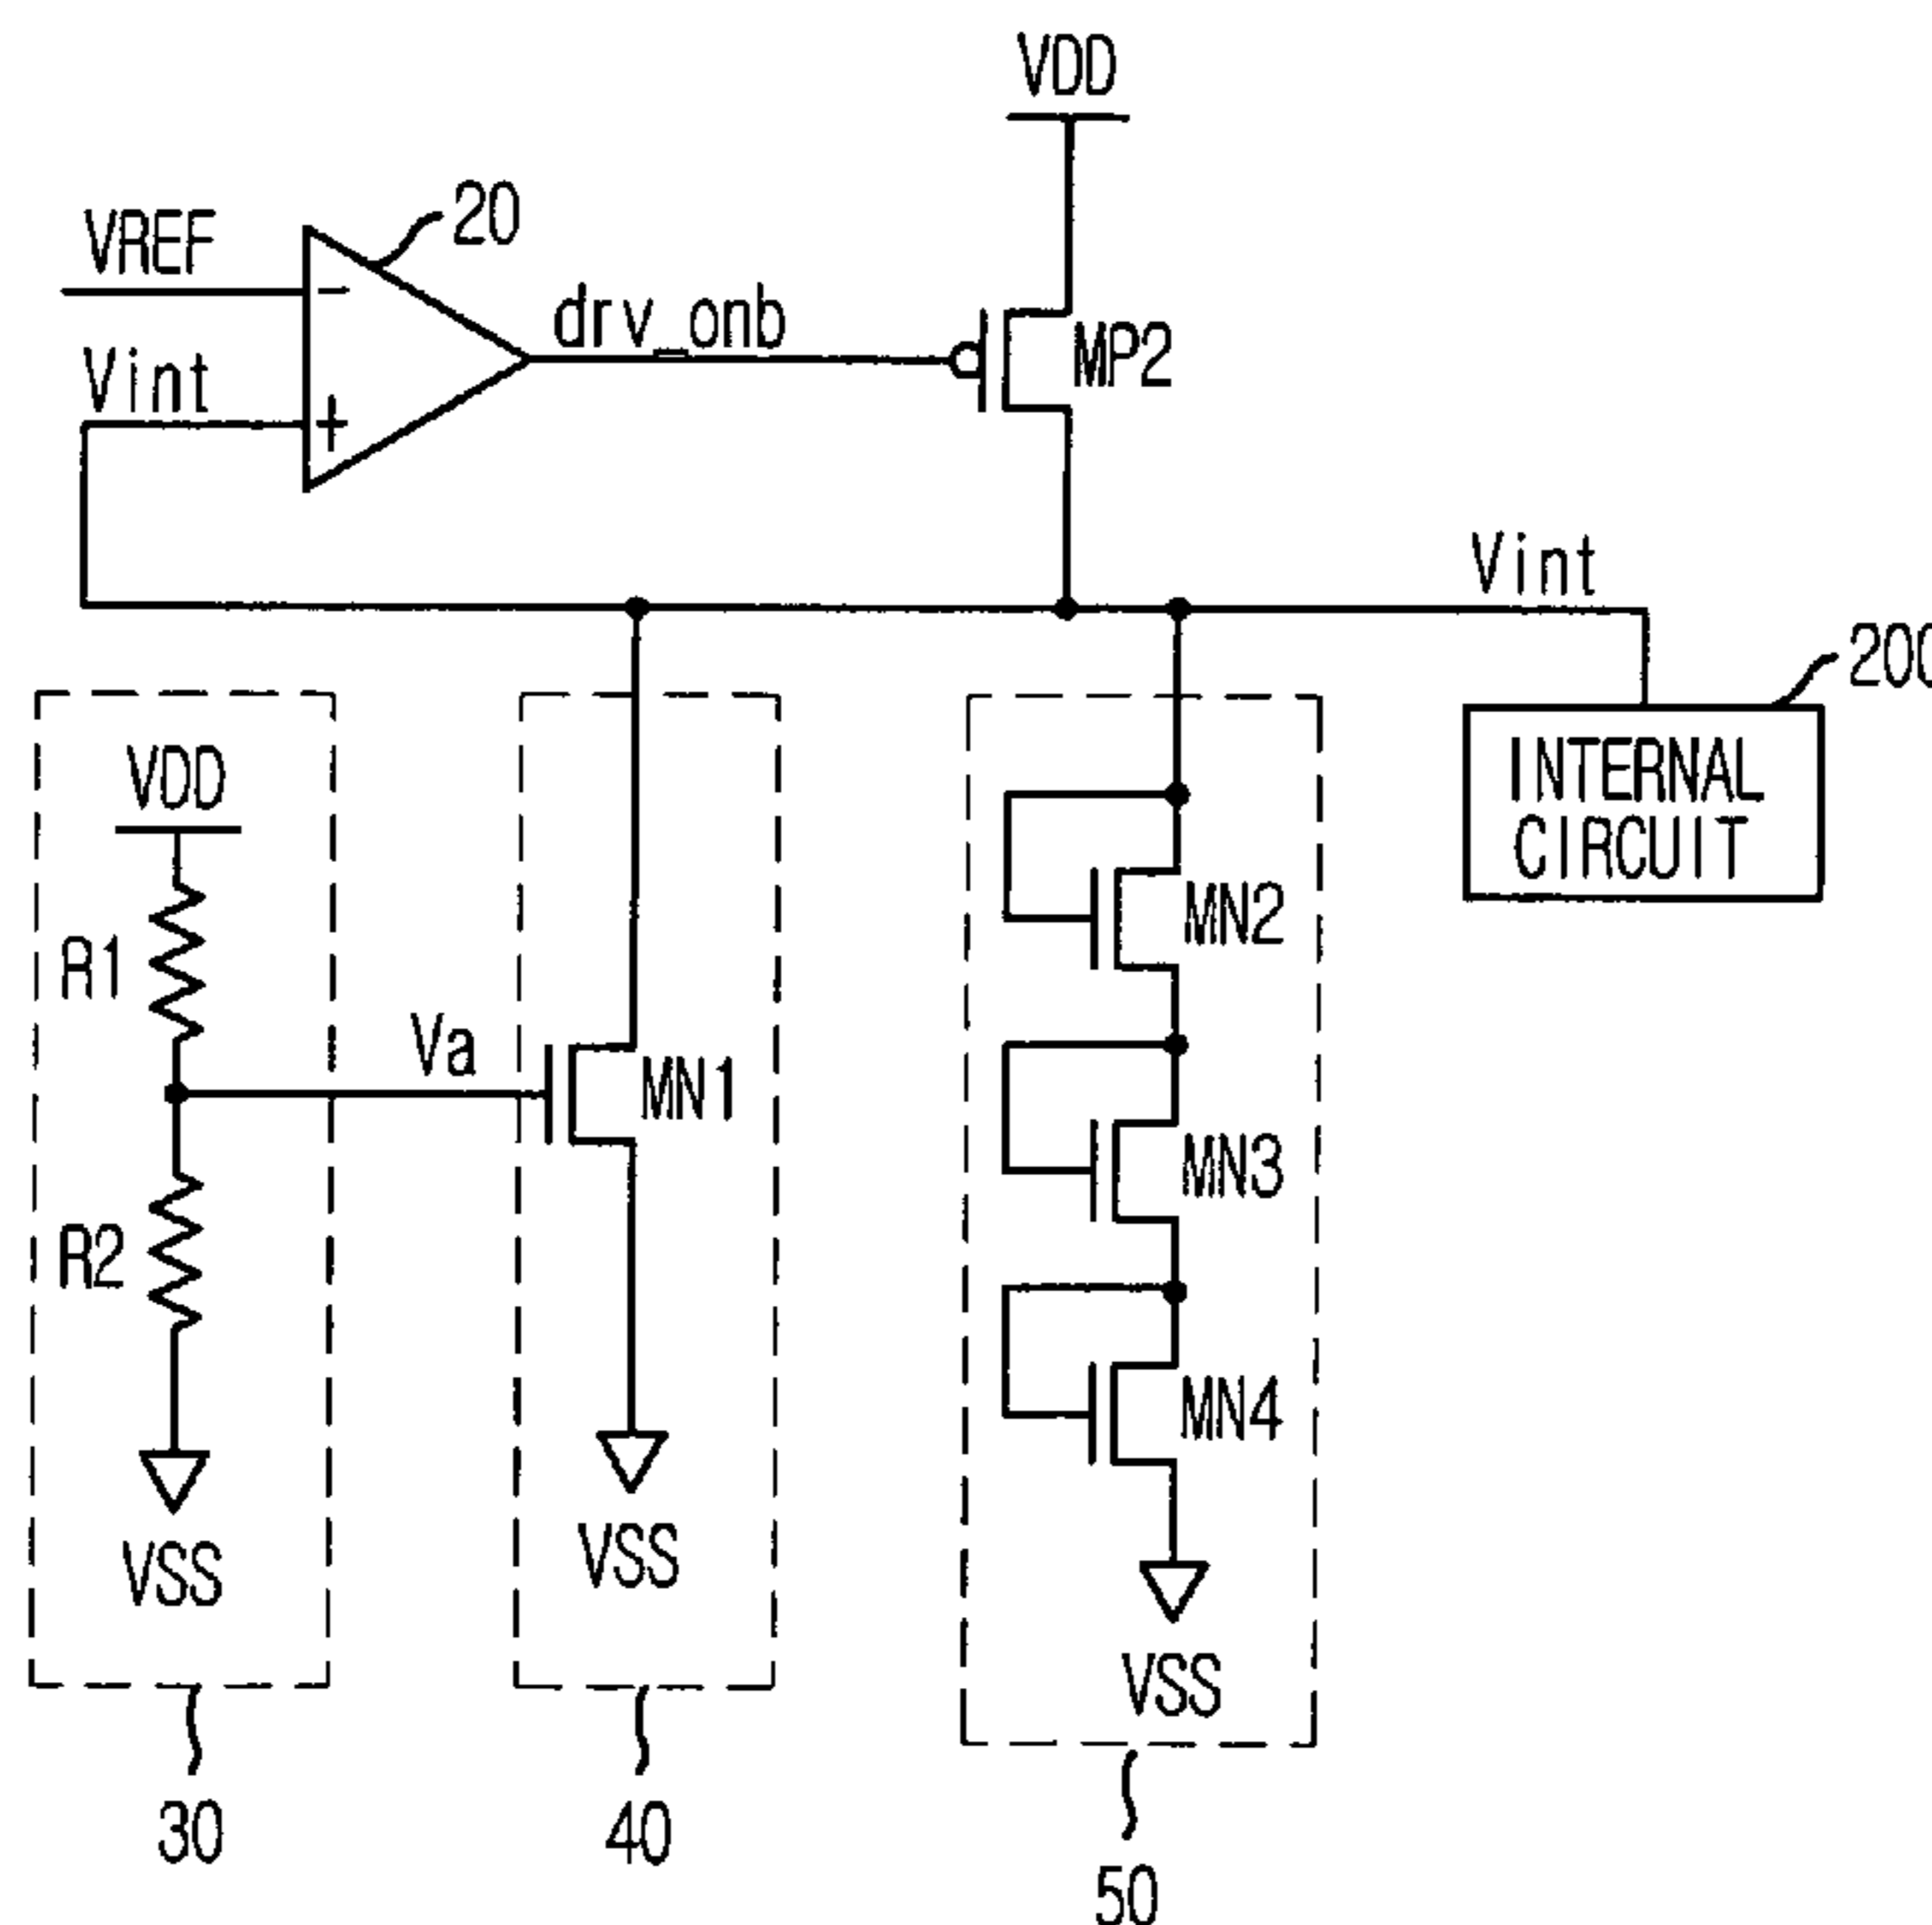 VDD
20
VREF
-
drv_onb
MP2
Vint
+
Vint
200
VDD
INTERNAL
CIRCUIT
R1
MN2
Va
MN1
MN3
R2
MN4
VSS
VSS
VSS
30
40
50